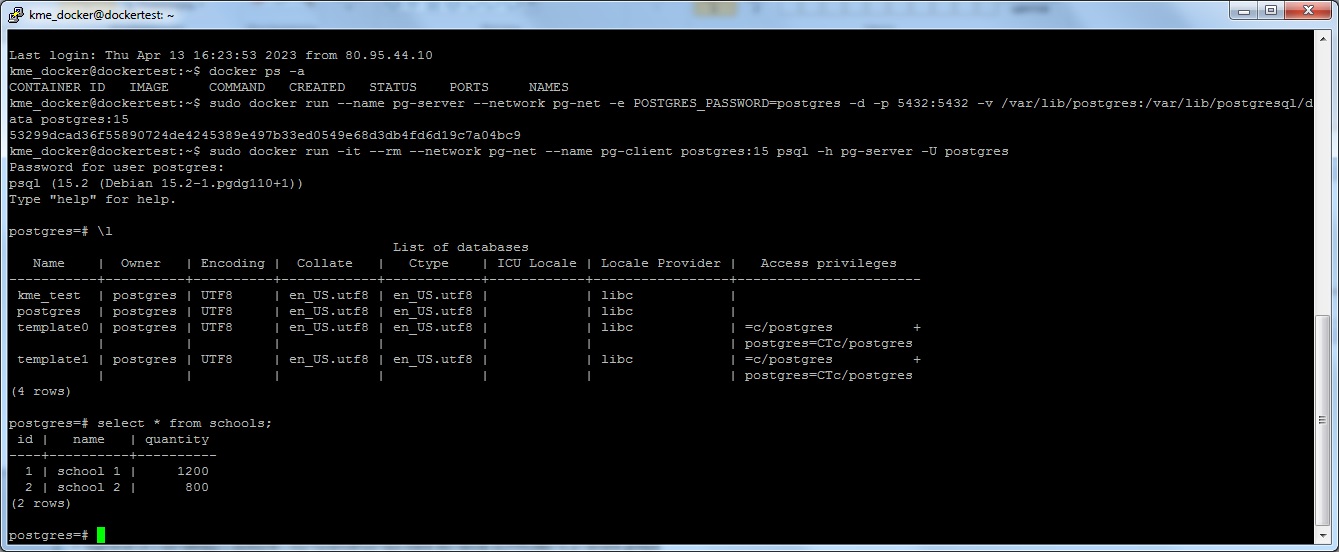 kme_docker@dockertest: ~
Last login: Thu Apr 13 16:23:53 2023 from 80.95.44.10
kme_docker@dockertest:~$ docker ps -a
CONTAINER ID   IMAGE     COMMAND   CREATED   STATUS    PORTS     NAMES
kme_docker@dockertest:~$ sudo docker run --name pg-server --network pg-net -e POSTGRES_PASSWORD=postgres -d -p 5432:5432 -v /var/lib/postgres:/var/lib/postgresql/d
ata postgres:15
53299dcad36f55890724de4245389e497b33ed0549e68d3db4fd6d19c7a04bc9
kme_docker@dockertest:~$ sudo docker run -it --rm --network pg-net --name pg-client postgres:15 psql -h pg-server -U postgres
Password for user postgres:
psql (15.2 (Debian 15.2-1.pgdg110+1))
Type "help" for help.
postgres=# \l
                                                List of databases
   Name    |  Owner   | Encoding |  Collate   |   Ctype    | ICU Locale | Locale Provider |   Access privileges
-----------+----------+----------+------------+------------+------------+-----------------+-----------------------
 kme_test  | postgres | UTF8     | en_US.utf8 | en_US.utf8 |            | libc            |
 postgres  | postgres | UTF8     | en_US.utf8 | en_US.utf8 |            | libc            |
 template0 | postgres | UTF8     | en_US.utf8 | en_US.utf8 |            | libc            | =c/postgres          +
           |          |          |            |            |            |                 | postgres=CTc/postgres
 template1 | postgres | UTF8     | en_US.utf8 | en_US.utf8 |            | libc            | =c/postgres          +
           |          |          |            |            |            |                 | postgres=CTc/postgres
(4 rows)
postgres=# select * from schools;
 id |   name   | quantity
----+----------+----------
  1 | school 1 |     1200
  2 | school 2 |      800
(2 rows)
postgres=#